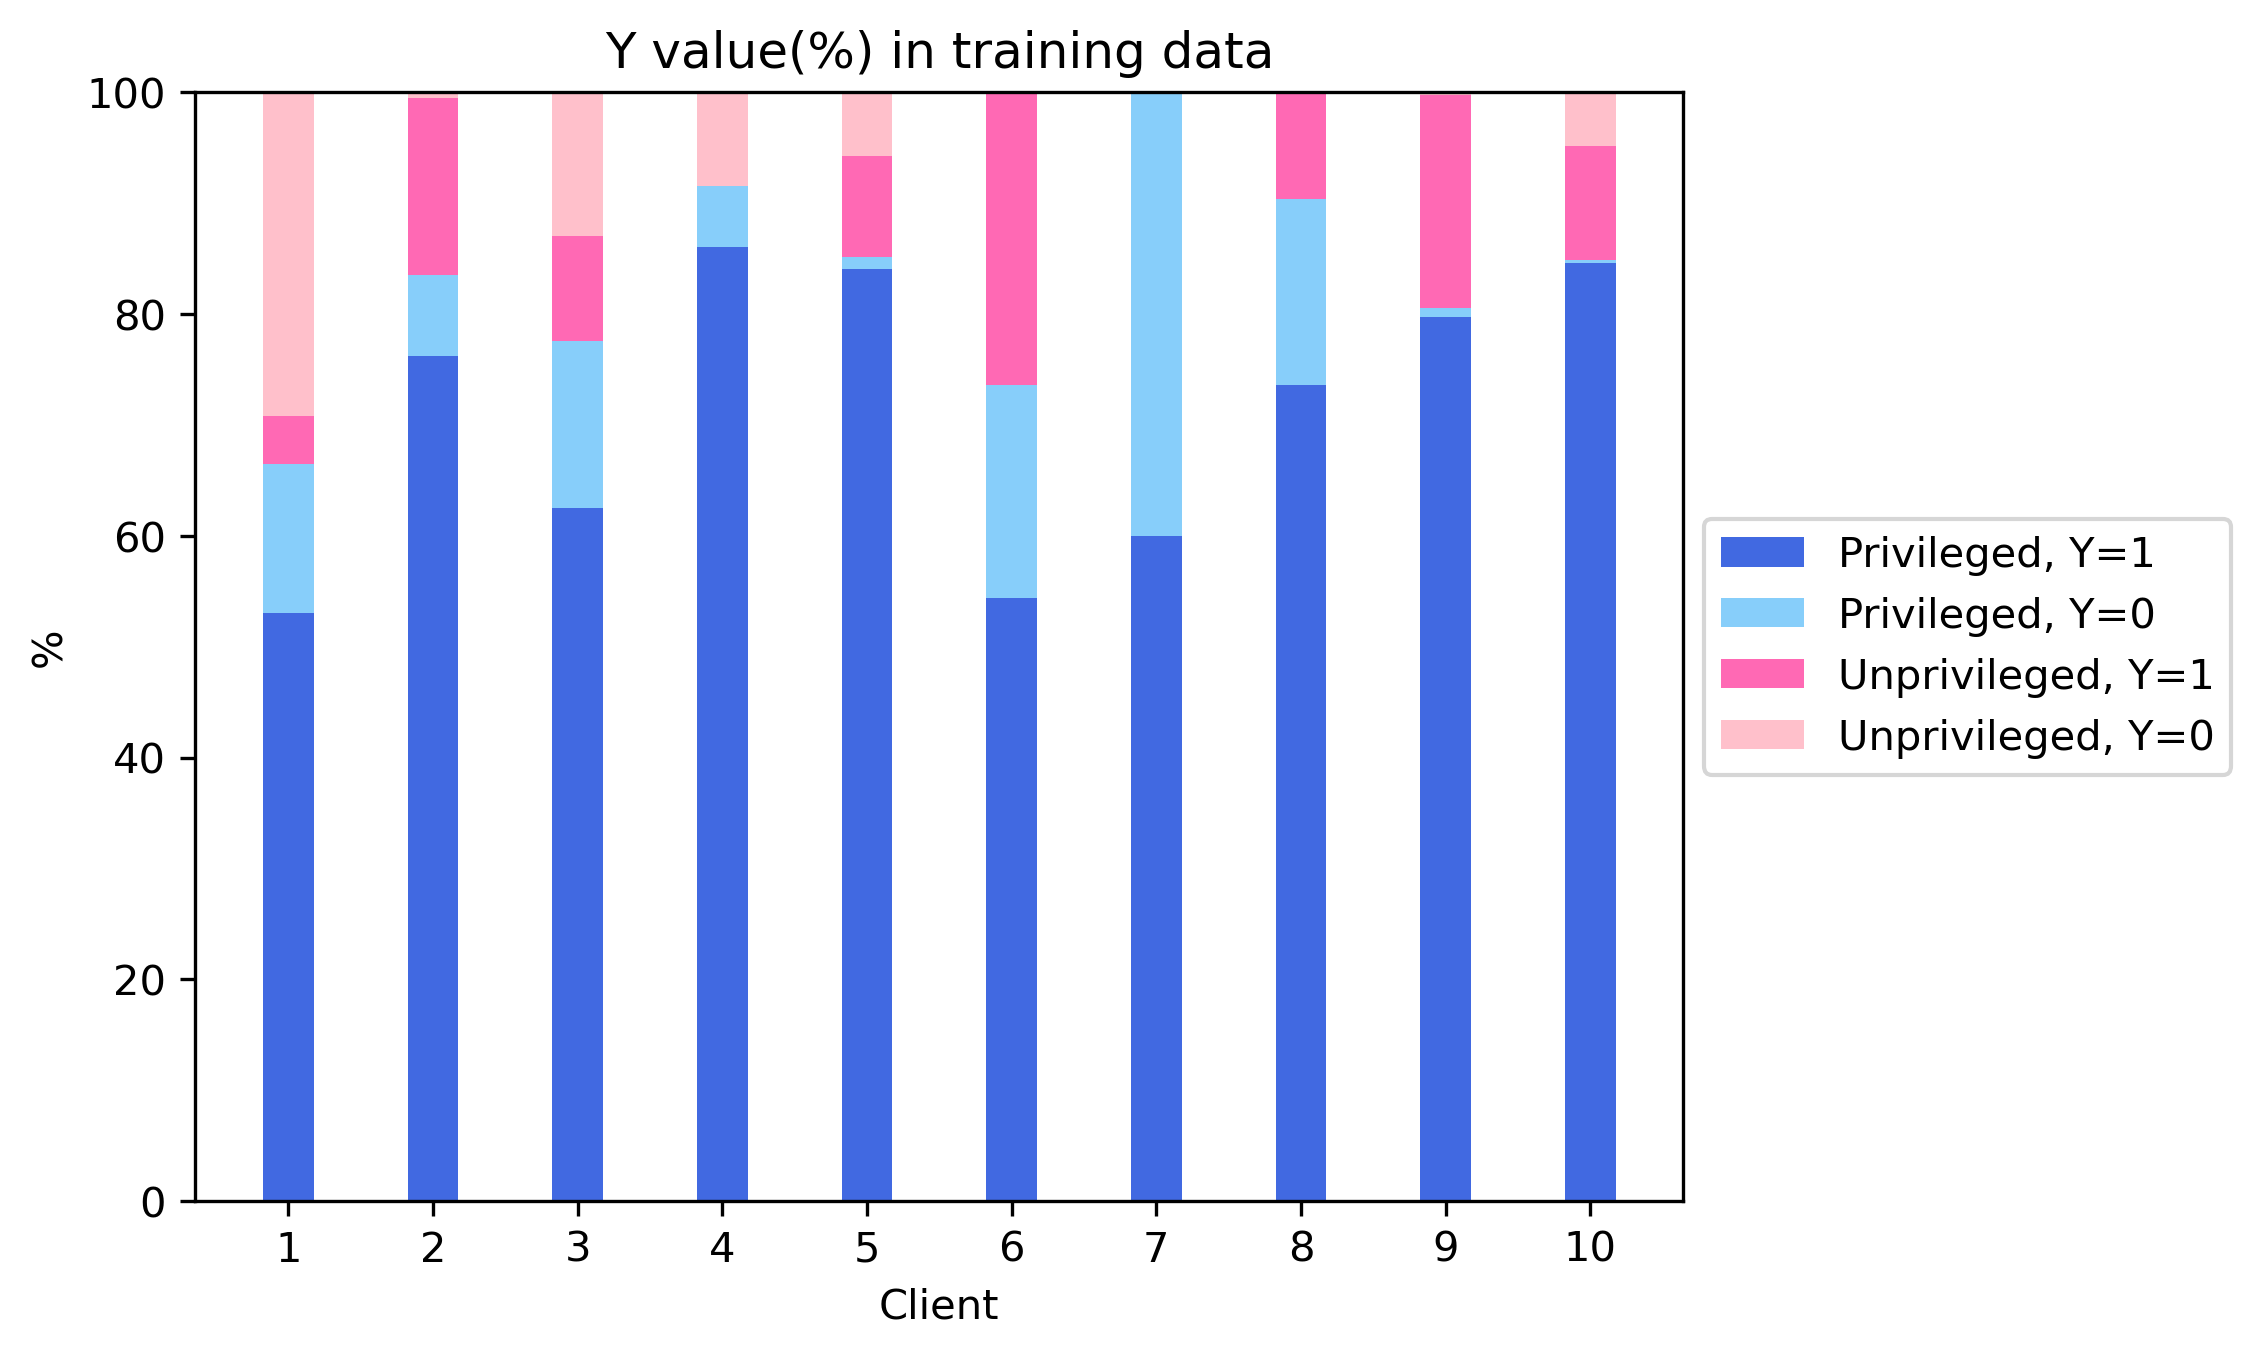 Y value(%) in training data
100
80
60
40
20
0
%
1 2 3 4 5 6 7 8 9 10
Client
Privileged, Y=1
Privileged, Y=0
Unprivileged, Y=1
Unprivileged, Y=0